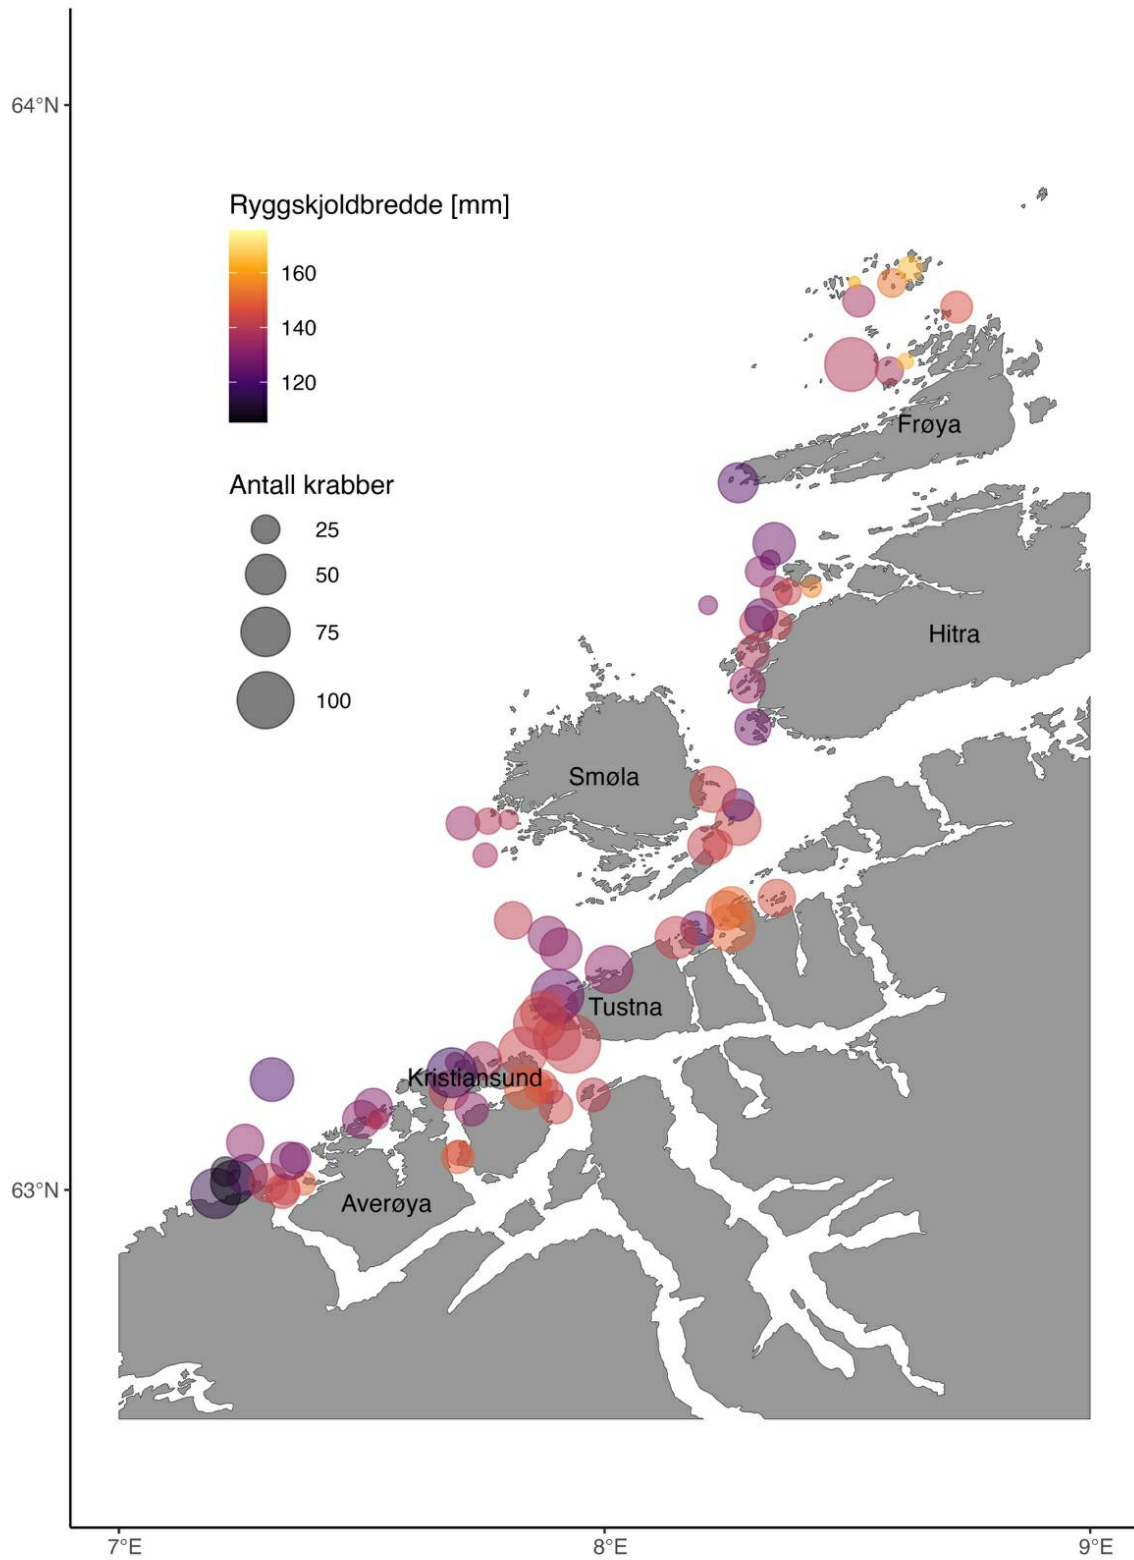 64°N
Ryggskjoldbredde [mm]
160
140
120
Frøya
Antall krabber
25
50
75
100
Hitra
Smøla
Tustna
Kristiansund
63°N
Averøya
7°E
8°E
9°E